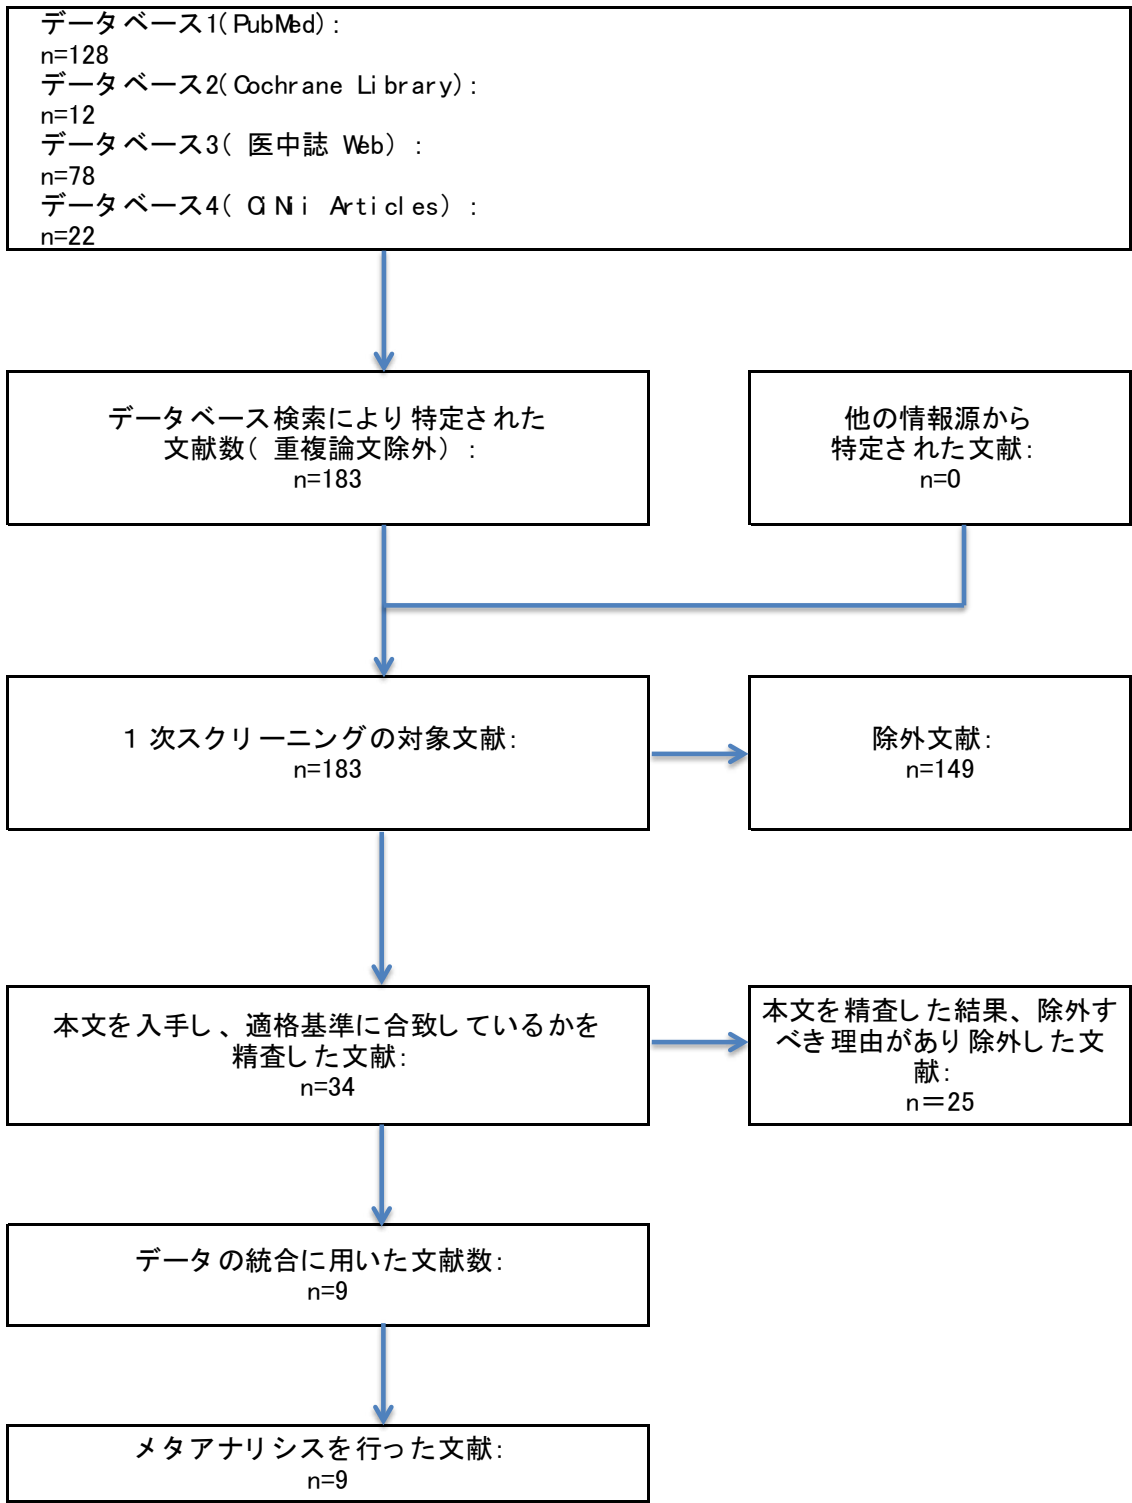 データベース1(PubMed):
n=128
データベース2(Cochrane Library):
n=12
データベース3(医中誌 Web):
n=78
データベース4(CiNii Articles):
n=22
データベース検索により特定された
文献数(重複論文除外):
n=183
他の情報源から
特定された文献:
n=0
1次スクリーニングの対象文献:
n=183
除外文献:
n=149
本文を入手し、適格基準に合致しているかを
精査した文献:
n=34
本文を精査した結果、除外す
べき理由があり除外した文
献:
n=25
データの統合に用いた文献数:
n=9
メタアナリシスを行った文献:
n=9